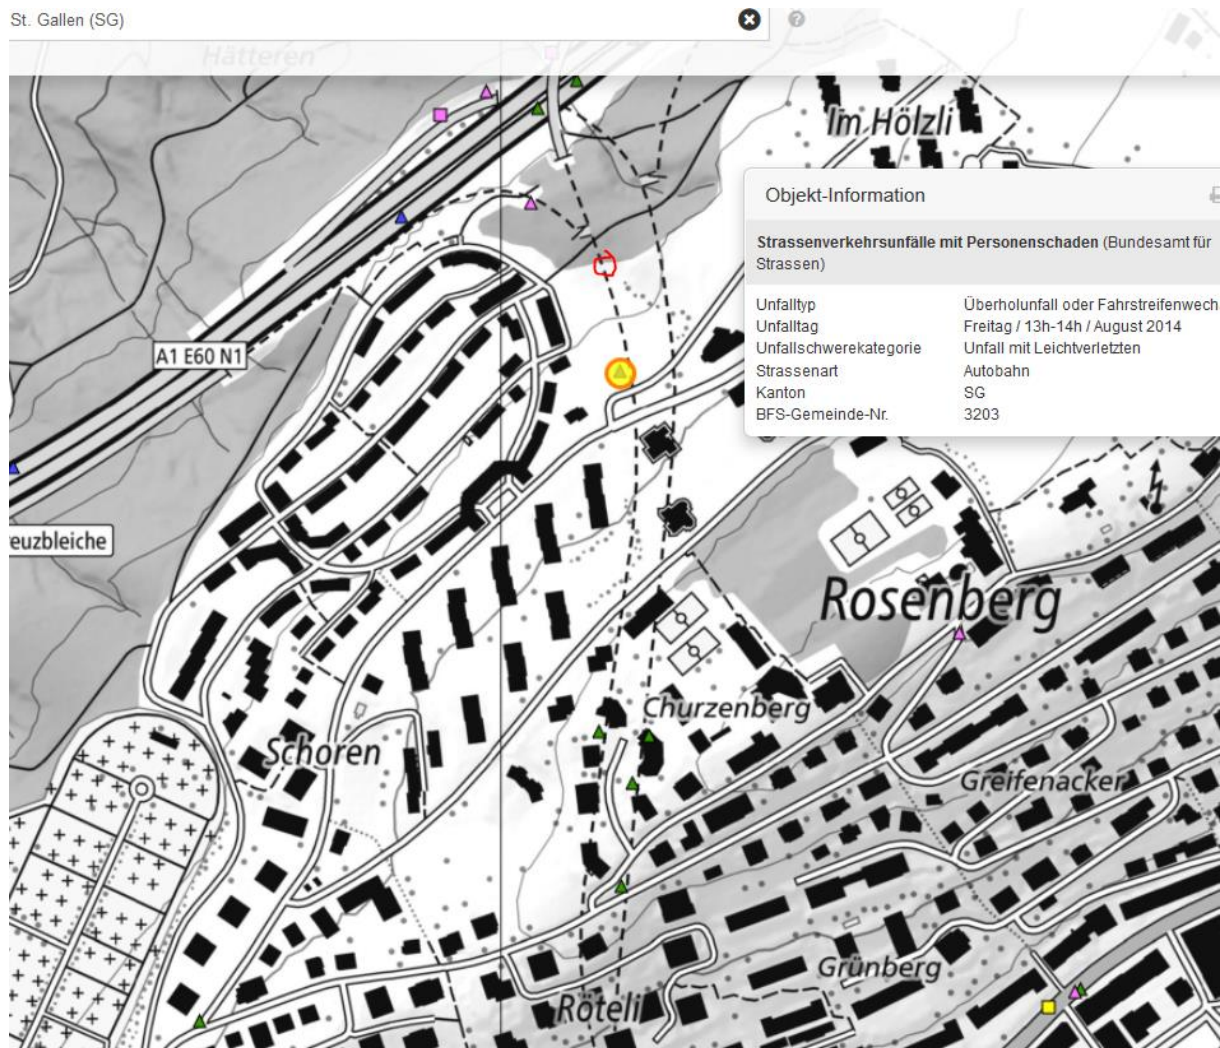 St. Gallen (SG)
Hätteren
Im Hölzli
Objekt-Information
Strassenverkehrsunfälle mit Personenschaden (Bundesamt für
Strassen)
Unfalltyp Überholunfall oder Fahrstreifenwech
Unfalltag Freitag / 13h-14h / August 2014
Unfallschwerekategorie Unfall mit Leichtverletzten
Strassenart Autobahn
Kanton SG
BFS-Gemeinde-Nr. 3203
A1 E60 N1
euzbleiche
Rosenberg
Churzenberg
Schoren
Greifenacker
Grünberg
Röteli